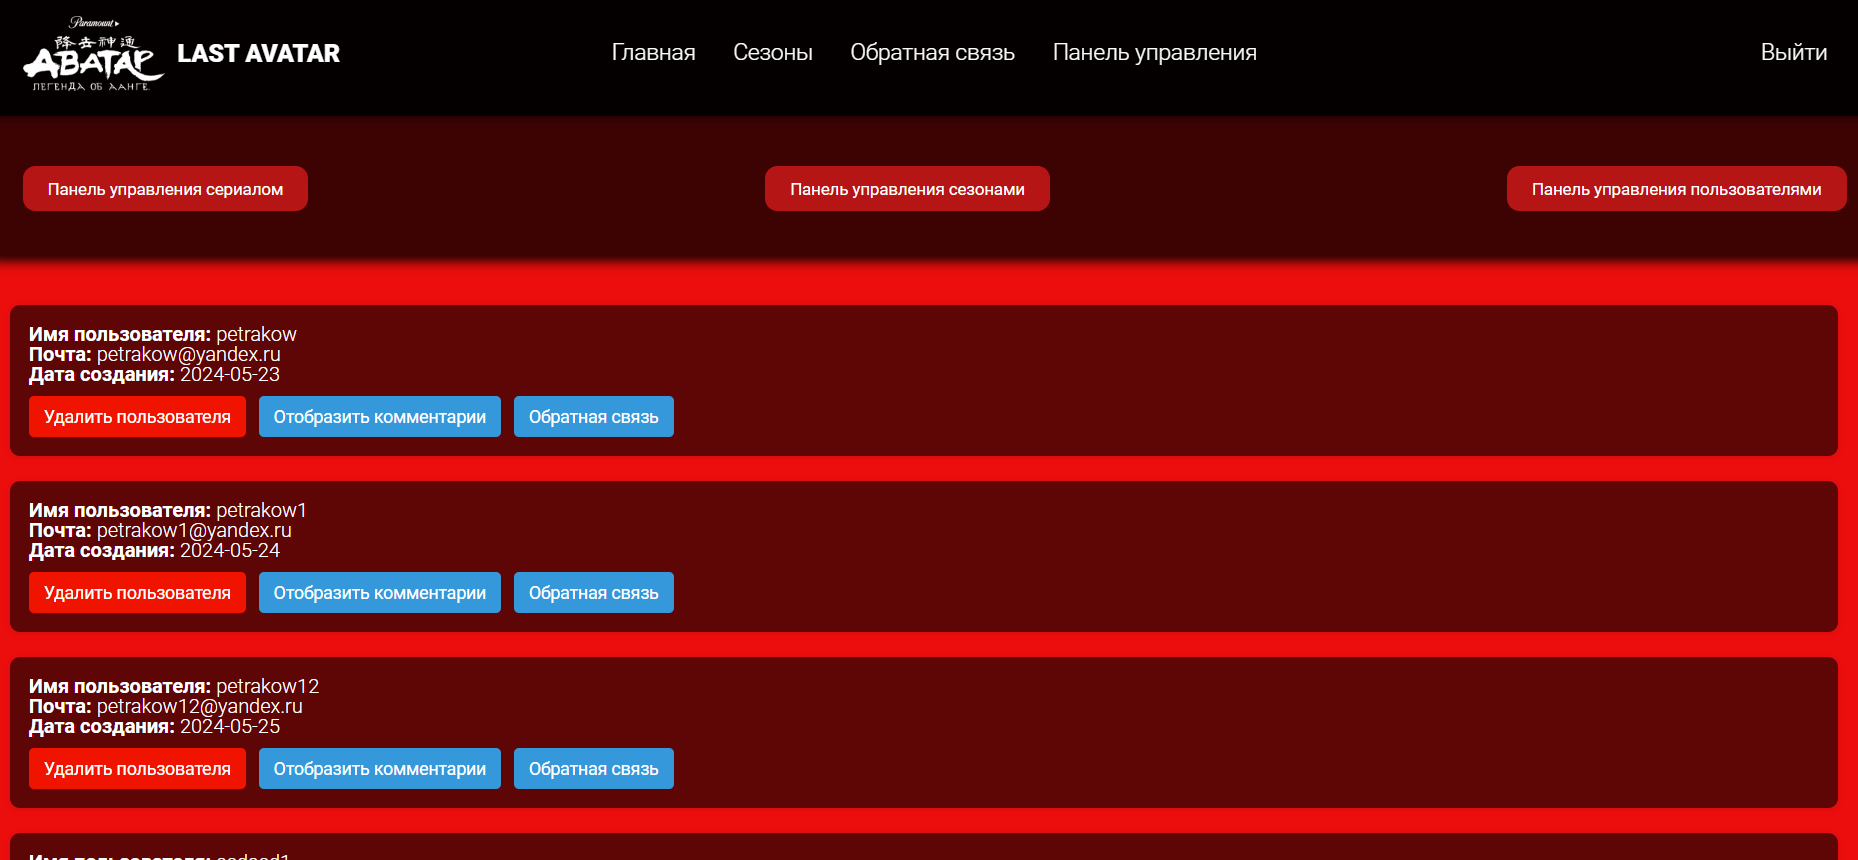 Paramount
降去神通
АВАТАР
ЛЕГЕНДА ОБ ААНГЕ
LAST AVATAR
Главная Сезоны Обратная связь Панель управления Выйти
Панель управления сериалом Панель управления сезонами Панель управления пользователями
Имя пользователя: petrakow
Почта: petrakow@yandex.ru
Дата создания: 2024-05-23
Удалить пользователя Отобразить комментарии Обратная связь
Имя пользователя: petrakow1
Почта: petrakow1@yandex.ru
Дата создания: 2024-05-24
Удалить пользователя Отобразить комментарии Обратная связь
Имя пользователя: petrakow12
Почта: petrakow12@yandex.ru
Дата создания: 2024-05-25
Удалить пользователя Отобразить комментарии Обратная связь
Имя пользователя: